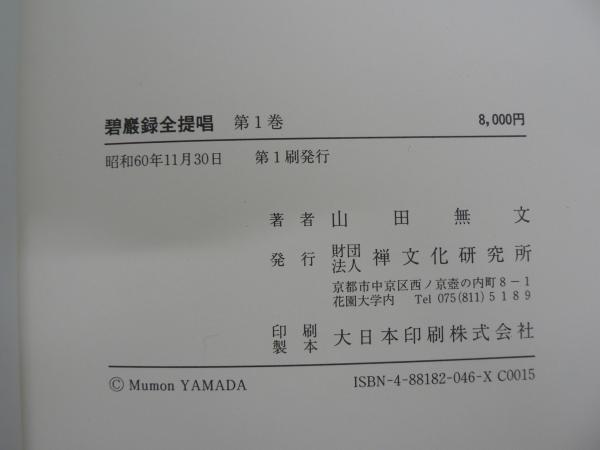 碧巌録全提唱 第1巻 8,000円
昭和60年11月30日 第1刷発行
著者 山田無文
発行 財団法人 禅文化研究所
京都市中京区西ノ京壺の内町8−1
花園大学内 Tel 075(811)5189
印刷製本 大日本印刷株式会社
Ⓒ Mumon YAMADA ISBN-4-88182-046-X C0015